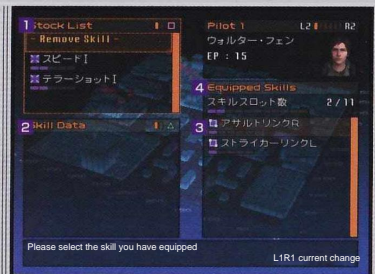 1 Stock List
- Remove Skill -
スピードI
テラーショットI
2 Skill Data
Pilot 1 L2 R2
ウォルター・フェン
EP : 15
4 Equipped Skills
スキルスロット数 2/11
3 アサルトリンクR
ストライカーリンクL
Please select the skill you have equipped
L1R1 current change